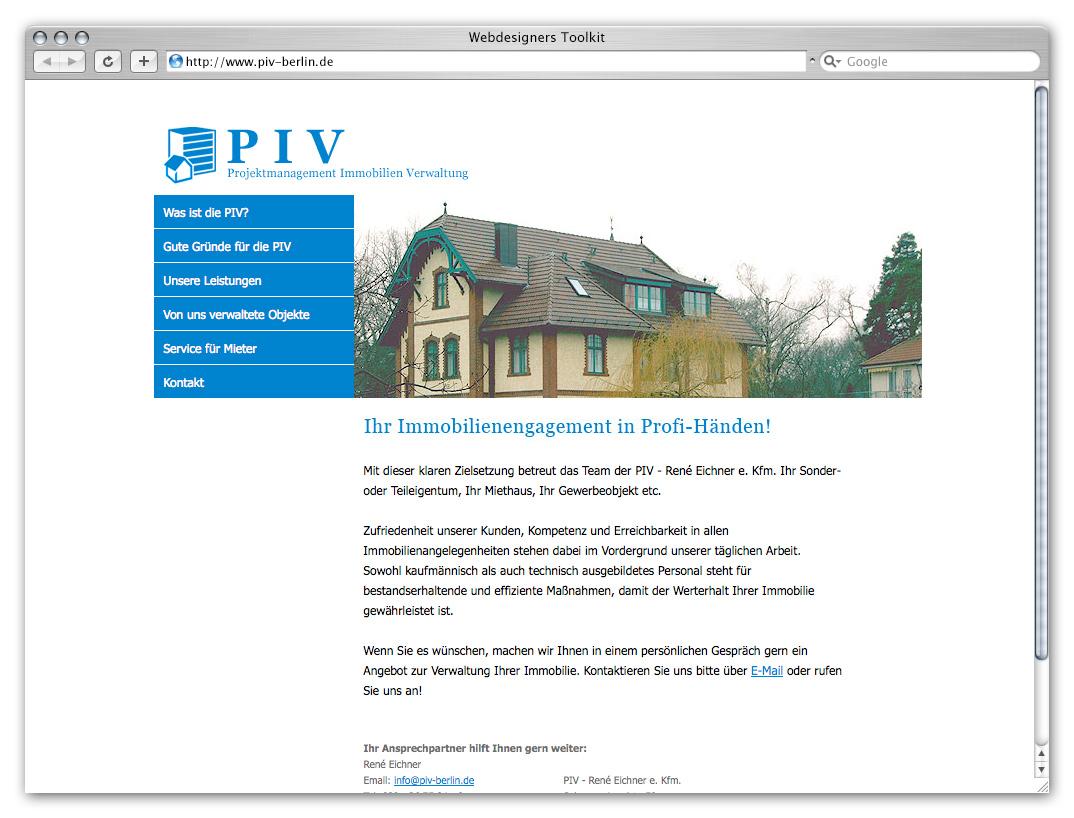 Webdesigners Toolkit
http://www.piv-berlin.de
Google
PIV
Projektmanagement Immobilien Verwaltung
Was ist die PIV?
Gute Gründe für die PIV
Unsere Leistungen
Von uns verwaltete Objekte
Service für Mieter
Kontakt
Ihr Immobilienengagement in Profi-Händen!
Mit dieser klaren Zielsetzung betreut das Team der PIV - René Eichner e. Kfm. Ihr Sonder-
oder Teileigentum, Ihr Miethaus, Ihr Gewerbeobjekt etc.
Zufriedenheit unserer Kunden, Kompetenz und Erreichbarkeit in allen
Immobilienangelegenheiten stehen dabei im Vordergrund unserer täglichen Arbeit.
Sowohl kaufmännisch als auch technisch ausgebildetes Personal steht für
bestandserhaltende und effiziente Maßnahmen, damit der Werterhalt Ihrer Immobilie
gewährleistet ist.
Wenn Sie es wünschen, machen wir Ihnen in einem persönlichen Gespräch gern ein
Angebot zur Verwaltung Ihrer Immobilie. Kontaktieren Sie uns bitte über E-Mail oder rufen
Sie uns an!
Ihr Ansprechpartner hilft Ihnen gern weiter:
René Eichner
Email: info@piv-berlin.de PIV - René Eichner e. Kfm.